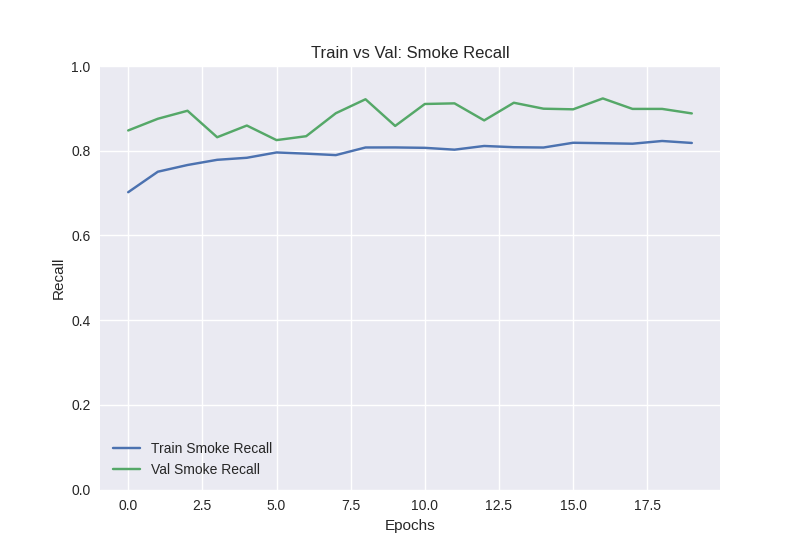 Train vs Val: Smoke Recall
1.0
0.8
0.6
0.4
0.2
0.0
Recall
Train Smoke Recall
Val Smoke Recall
0.0 2.5 5.0 7.5 10.0 12.5 15.0 17.5
Epochs